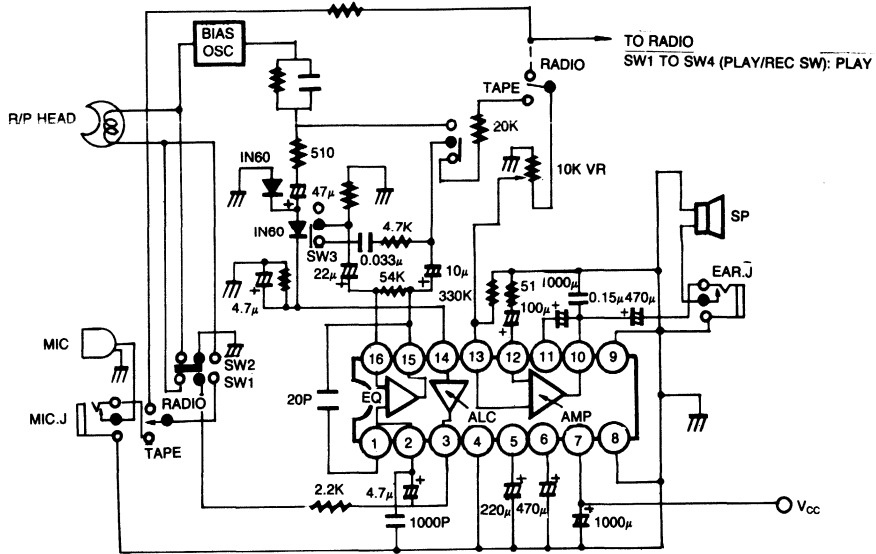 BIAS
OSC
TO RADIO
SW1 TO SW4 (PLAY/REC SW): PLAY
RADIO
TAPE
R/P HEAD
20K
510
IN60
47μ
10K VR
IN60
SW3
4.7K
0.033μ
SP
22μ
54K
10μ
330K
51
100μ
1000μ
0.15μ
470μ
EAR.J
4.7μ
MIC
SW2
SW1
16
15
14
13
12
11
10
9
20P
EQ
ALC
AMP
MIC.J
RADIO
TAPE
1
2
3
4
5
6
7
8
2.2K
4.7μ
1000P
220μ
470μ
1000μ
Vcc